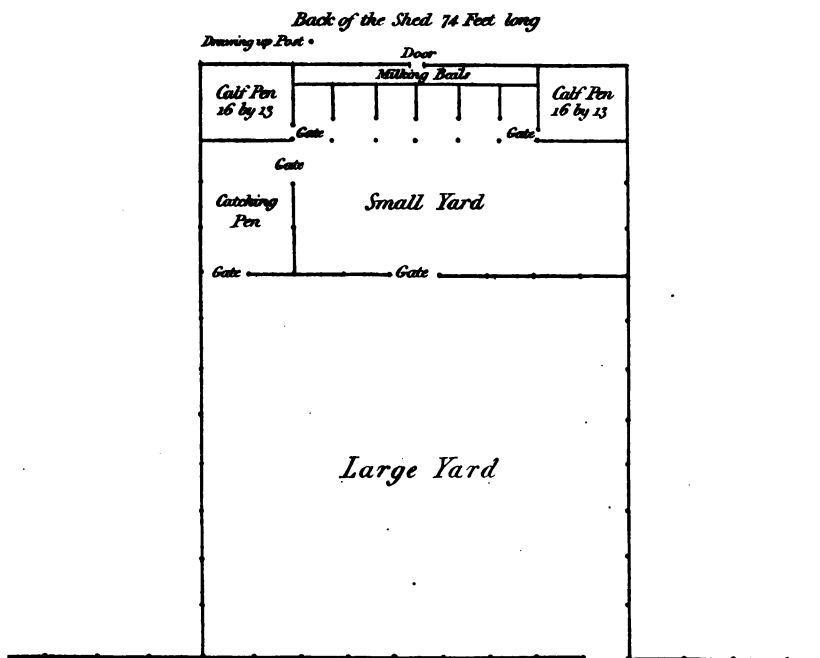 Back of the Shed 74 Feet long
Drawing up Post
Door
Milking Bails
Calf Pen
16 by 13
Calf Pen
16 by 13
Gate
Gate
Gate
Catching
Pen
Small Yard
Gate
Gate
Large Yard